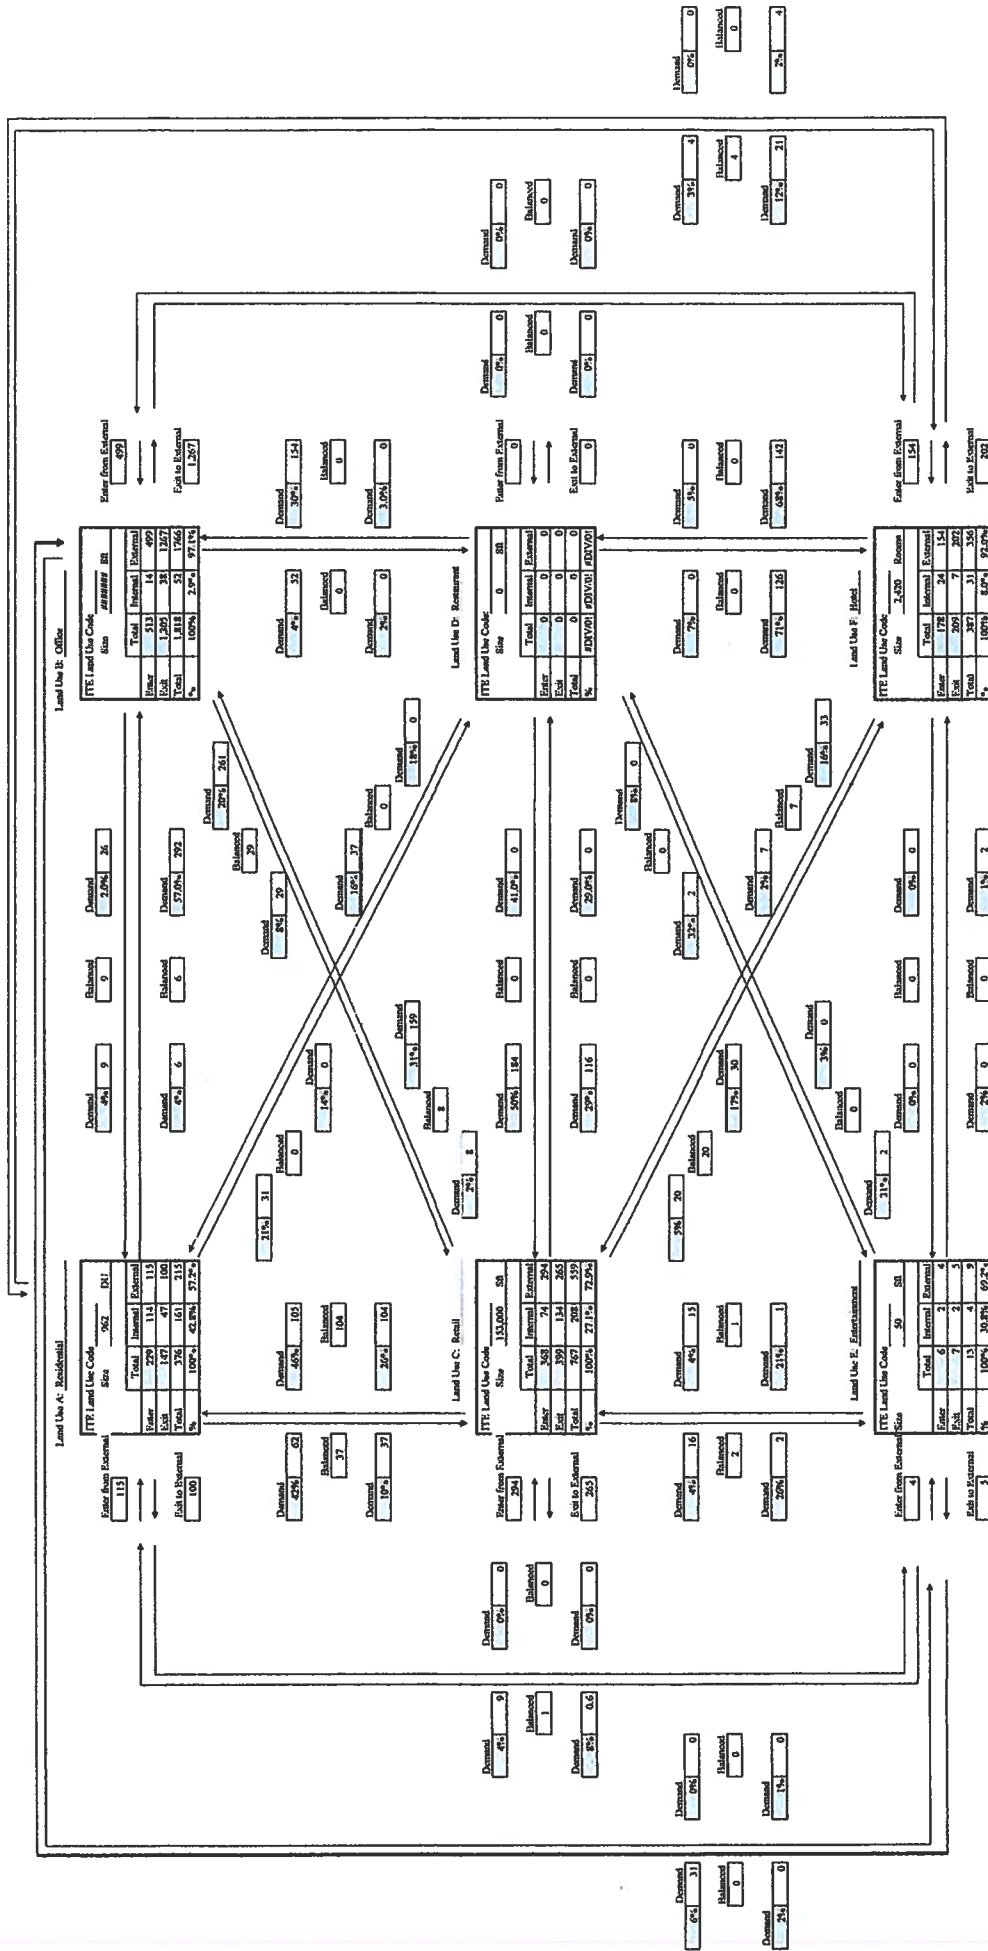 Land Use A: Residential
ITE Land Use Code
Size 962 DU
Total Internal External
Enter 229 114 115
Exit 147 47 100
Total 376 161 215
% 100% 42.8% 57.2%
Enter from External
115
Exit to External
100
Demand
4% 9
Balanced
9
Demand
2.0% 26
Demand
4% 6
Balanced
6
Demand
57.0% 292
Land Use B: Office
ITE Land Use Code
Size ####### Sft
Total Internal External
Enter 513 14 499
Exit 1,305 38 1267
Total 1,818 52 1766
% 100% 2.9% 97.1%
Enter from External
499
Exit to External
1,267
Demand
42% 62
Balanced
37
Demand
10% 37
Demand
46% 105
Balanced
104
Demand
26% 104
21% 31
Balanced
0
Demand
14% 0
Demand
16% 37
Balanced
0
Demand
18% 0
Demand
20% 261
Balanced
29
Demand
8% 29
Demand
31% 159
Balanced
8
Demand
2% 8
Demand
4% 52
Balanced
0
Demand
2% 0
Demand
30% 154
Balanced
0
Demand
3.0% 0
Land Use C: Retail
ITE Land Use Code
Size 153,000 Sft
Total Internal External
Enter 368 74 294
Exit 399 134 265
Total 767 208 559
% 100% 27.1% 72.9%
Enter from External
294
Exit to External
265
Demand
4% 9
Balanced
1
Demand
8% 0.6
Demand
0% 0
Balanced
0
Demand
0% 0
Demand
50% 184
Balanced
0
Demand
41.0% 0
Demand
29% 116
Balanced
0
Demand
29.0% 0
Land Use D: Restaurant
ITE Land Use Code:
Size 0 Sft
Total Internal External
Enter 0 0 0
Exit 0 0 0
Total 0 0 0
% #DIV/0! #DIV/0! #DIV/0!
Enter from External
0
Exit to External
0
Demand
0% 0
Balanced
0
Demand
0% 0
Demand
0% 0
Balanced
0
Demand
0% 0
Demand
6% 31
Balanced
0
Demand
2% 0
Demand
0% 0
Balanced
0
Demand
1% 0
Demand
4% 16
Balanced
2
Demand
26% 2
Demand
4% 15
Balanced
1
Demand
21% 1
5% 20
Balanced
20
Demand
17% 30
Demand
2% 7
Balanced
7
Demand
16% 33
Demand
8% 0
Balanced
0
Demand
32% 2
Demand
3% 0
Balanced
0
Demand
31% 2
Demand
7% 0
Balanced
0
Demand
71% 126
Demand
5% 0
Balanced
0
Demand
68% 142
Demand
3% 4
Balanced
4
Demand
12% 21
Demand
0% 0
Balanced
0
2% 4
Land Use E: Entertainment
ITE Land Use Code
Size 50 Sft
Total Internal External
Enter 6 2 4
Exit 7 2 5
Total 13 4 9
% 100% 30.8% 69.2%
Enter from External
4
Exit to External
5
Demand
0% 0
Balanced
0
Demand
0% 0
Demand
2% 0
Balanced
0
Demand
1% 2
Land Use F: Hotel
ITE Land Use Code
Size 2,420 Rooms
Total Internal External
Enter 178 24 154
Exit 209 7 202
Total 387 31 356
% 100% 8.0% 92.0%
Enter from External
154
Exit to External
202